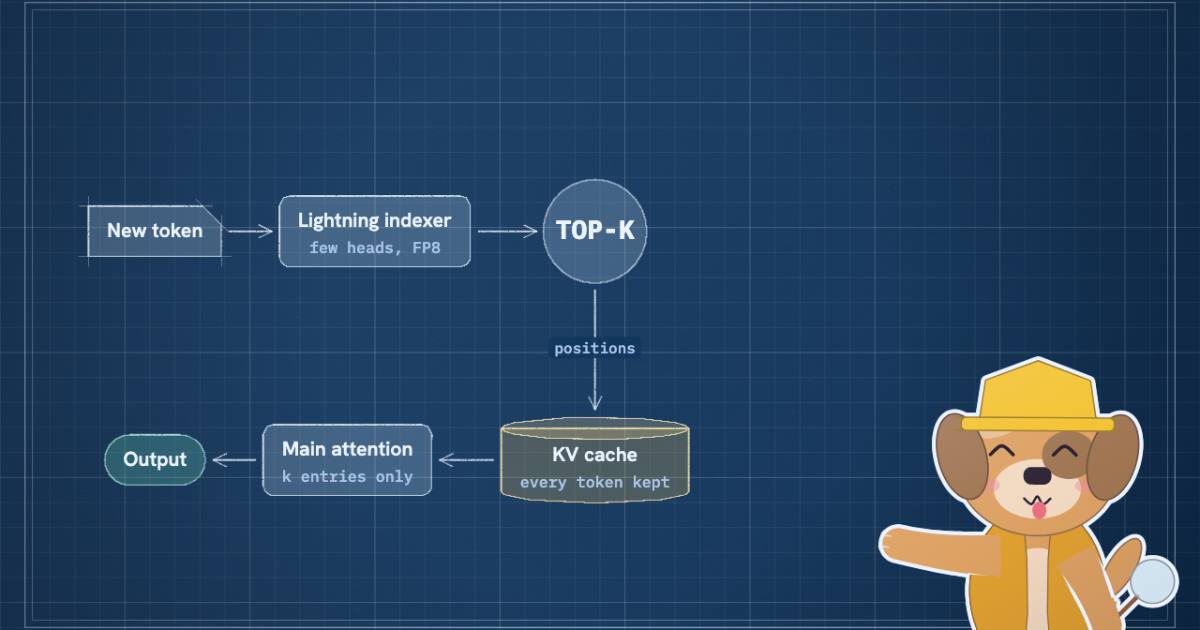 New token
Lightning indexer
few heads, FP8
TOP-K
positions
KV cache
every token kept
Main attention
k entries only
Output